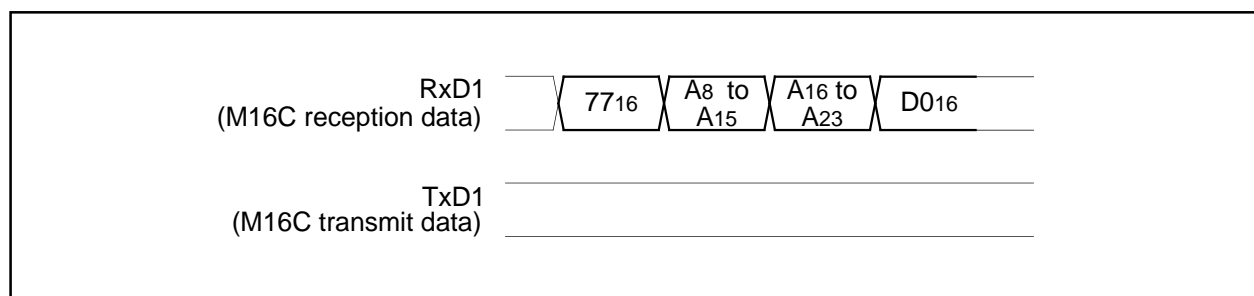 RxD1
(M16C reception data)
7716
A8 to
A15
A16 to
A23
D016
TxD1
(M16C transmit data)